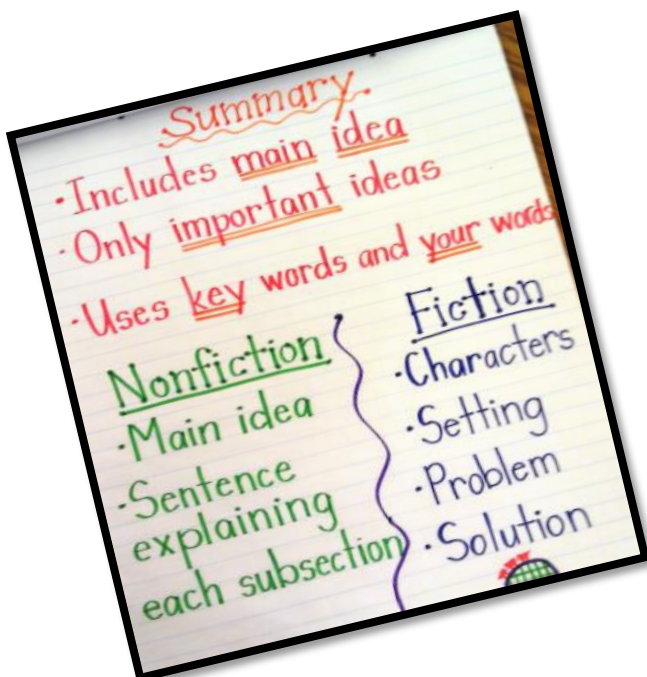 Summary
·Includes main idea
·Only important ideas
·Uses key words and your words
Nonfiction
·Main idea
·Sentence
explaining
each subsection
Fiction
·Characters
·Setting
·Problem
·Solution